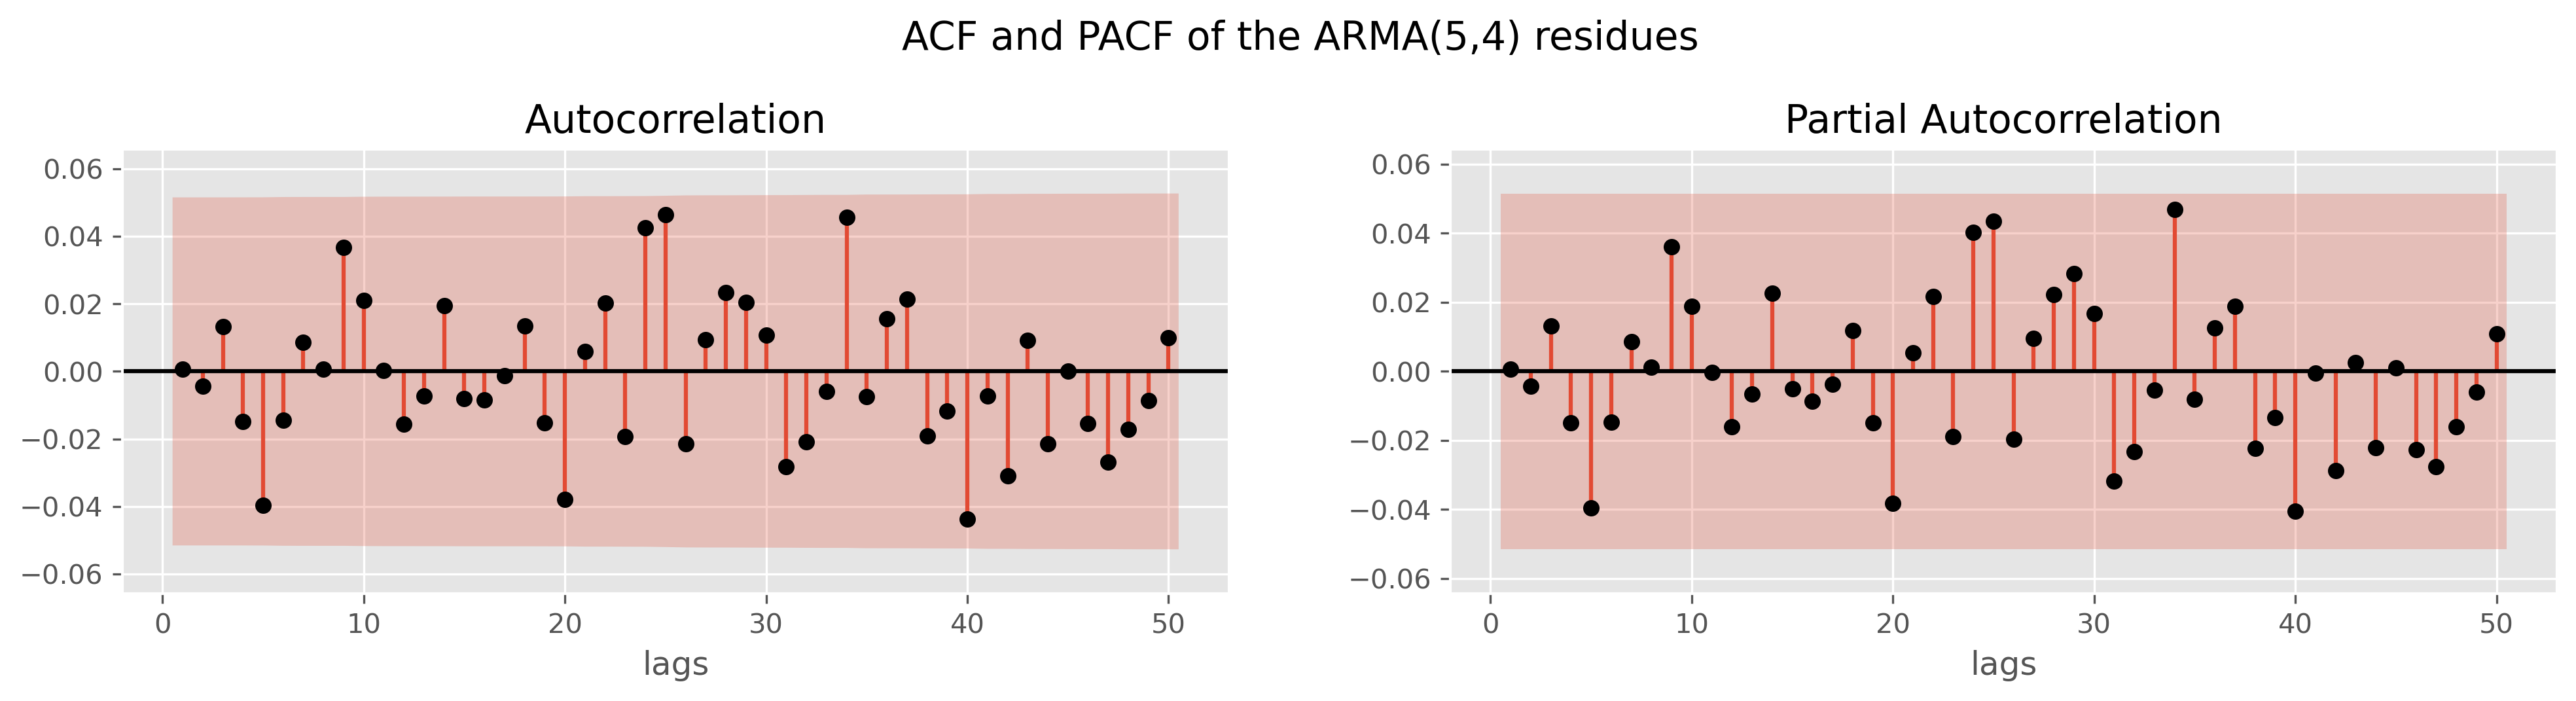 ACF and PACF of the ARMA(5,4) residues
Autocorrelation
0.06
0.04
0.02
0.00
−0.02
−0.04
−0.06
0 10 20 30 40 50
lags
Partial Autocorrelation
0.06
0.04
0.02
0.00
−0.02
−0.04
−0.06
0 10 20 30 40 50
lags